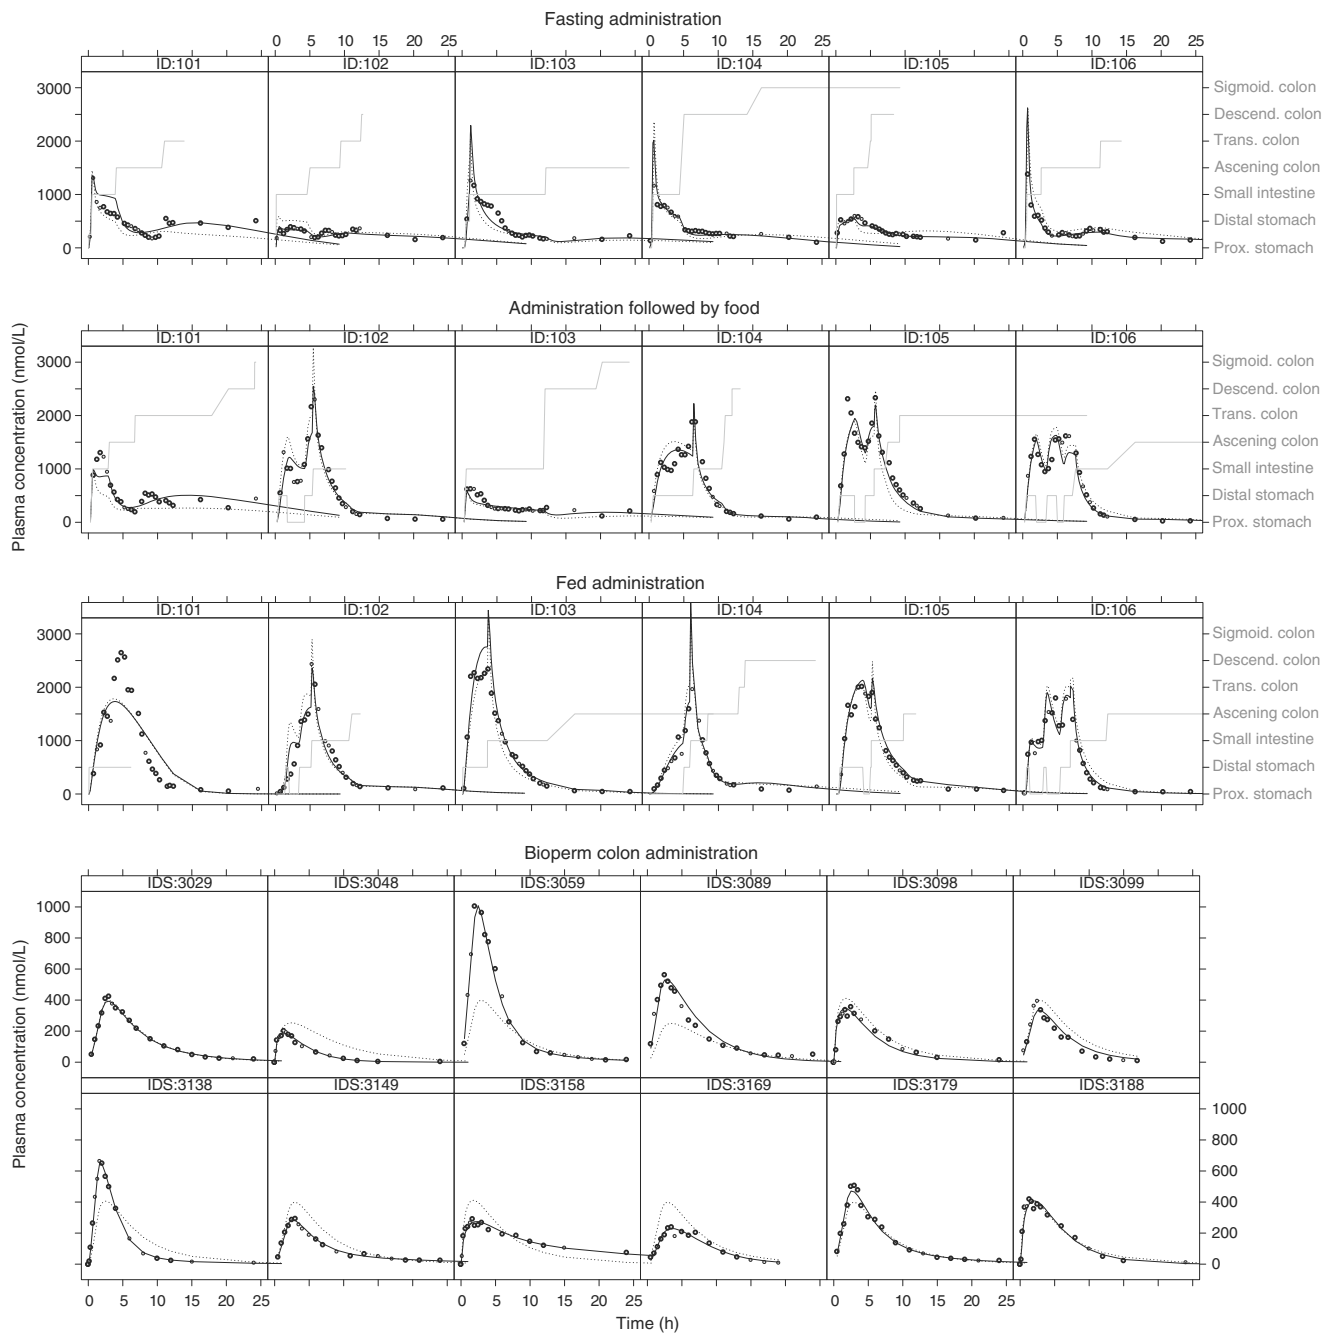 Fasting administration
0 5 10 15 20 25 0 5 10 15 20 25 0 5 10 15 20 25
ID:101 ID:102 ID:103 ID:104 ID:105 ID:106
3000 Sigmoid. colon
Descend. colon
2000 Trans. colon
Ascening colon
1000 Small intestine
Distal stomach
0 Prox. stomach
Administration followed by food
ID:101 ID:102 ID:103 ID:104 ID:105 ID:106
Plasma concentration (nmol/L)
3000 Sigmoid. colon
Descend. colon
2000 Trans. colon
Ascening colon
1000 Small intestine
Distal stomach
0 Prox. stomach
Fed administration
ID:101 ID:102 ID:103 ID:104 ID:105 ID:106
3000 Sigmoid. colon
Descend. colon
2000 Trans. colon
Ascening colon
1000 Small intestine
Distal stomach
0 Prox. stomach
Bioperm colon administration
IDS:3029 IDS:3048 IDS:3059 IDS:3089 IDS:3098 IDS:3099
Plasma concentration (nmol/L)
1000
800
600
400
200
0
IDS:3138 IDS:3149 IDS:3158 IDS:3169 IDS:3179 IDS:3188
1000
800
600
400
200
0
0 5 10 15 20 25 0 5 10 15 20 25 0 5 10 15 20 25
Time (h)